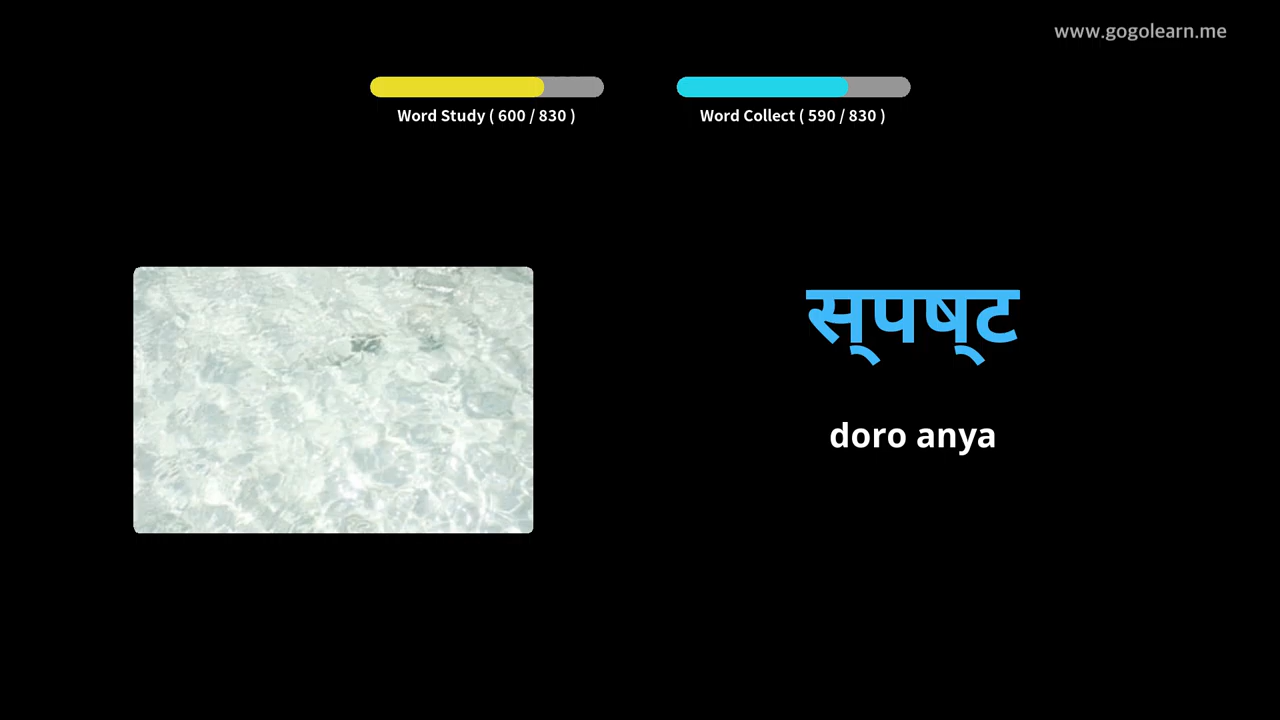 www.gogolearn.me
Word Study ( 600 / 830 )
Word Collect ( 590 / 830 )
स्पष्ट
doro anya